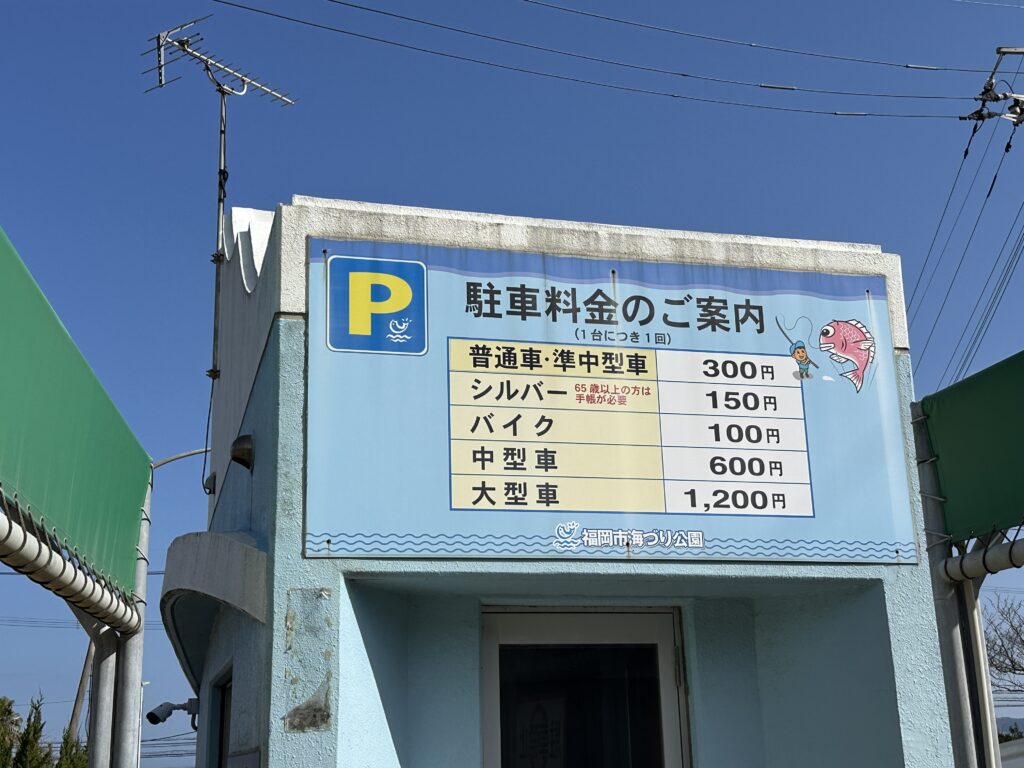 P
駐車料金のご案内
(1台につき1回)
普通車・準中型車 300円
シルバー 65歳以上の方は 150円
手帳が必要
バイク 100円
中型車 600円
大型車 1,200円
福岡市海づり公園